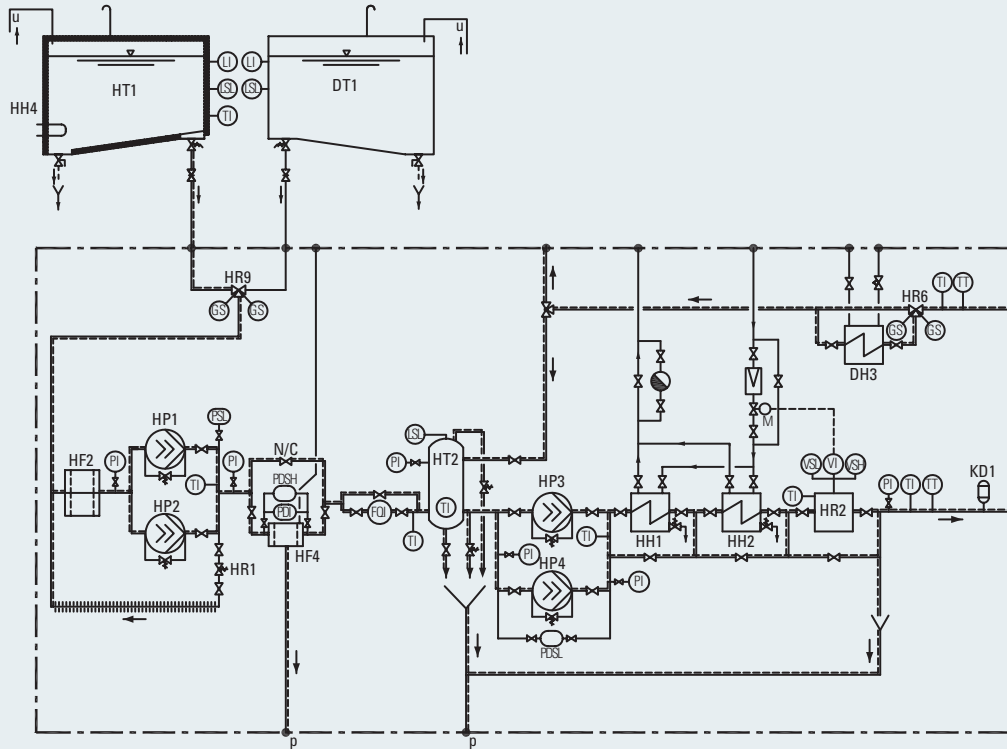 u
u
LI
LI
HT1
DT1
LSL
LSL
HH4
TI
HR9
GS
GS
HR6
TI
TT
GS
GS
DH3
HP1
PSL
M
N/C
LSL
HT2
VSL
VI
VSH
KD1
HF2
PI
PI
PI
PDSH
HP3
TI
PI
TI
TT
TI
HP2
PDI
FQI
TI
HR2
TI
TI
HH1
HH2
HF4
HR1
HP4
PI
PI
PDSL
p
p